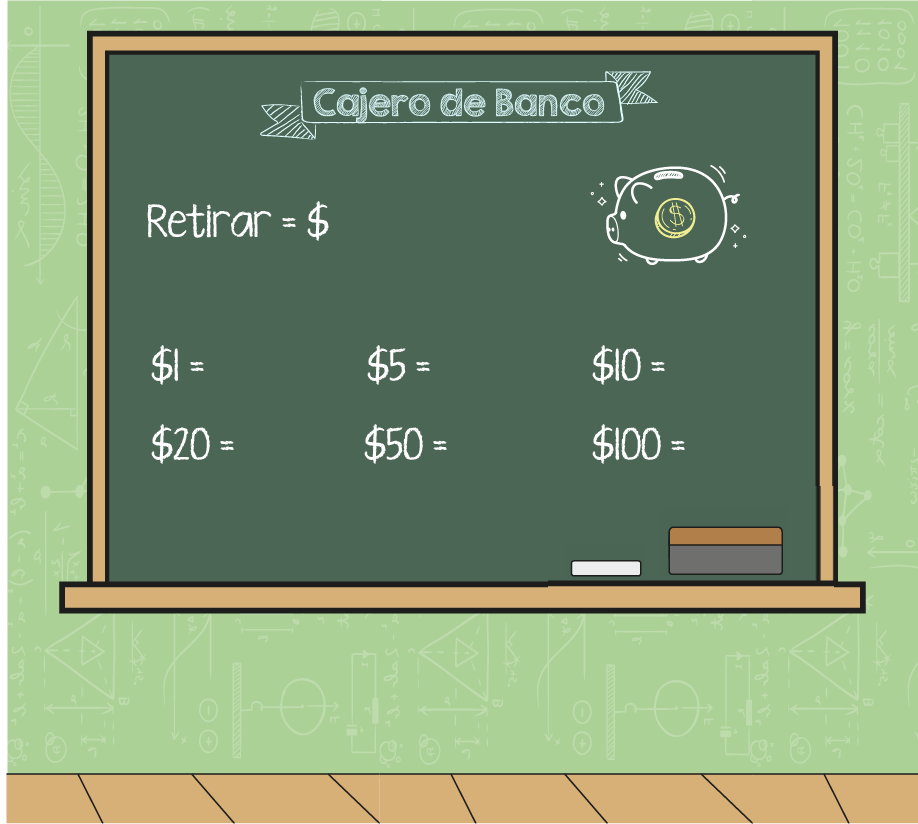 Cajero de Banco
Retirar = $
$1 = $5 = $10 =
$20 = $50 = $100 =